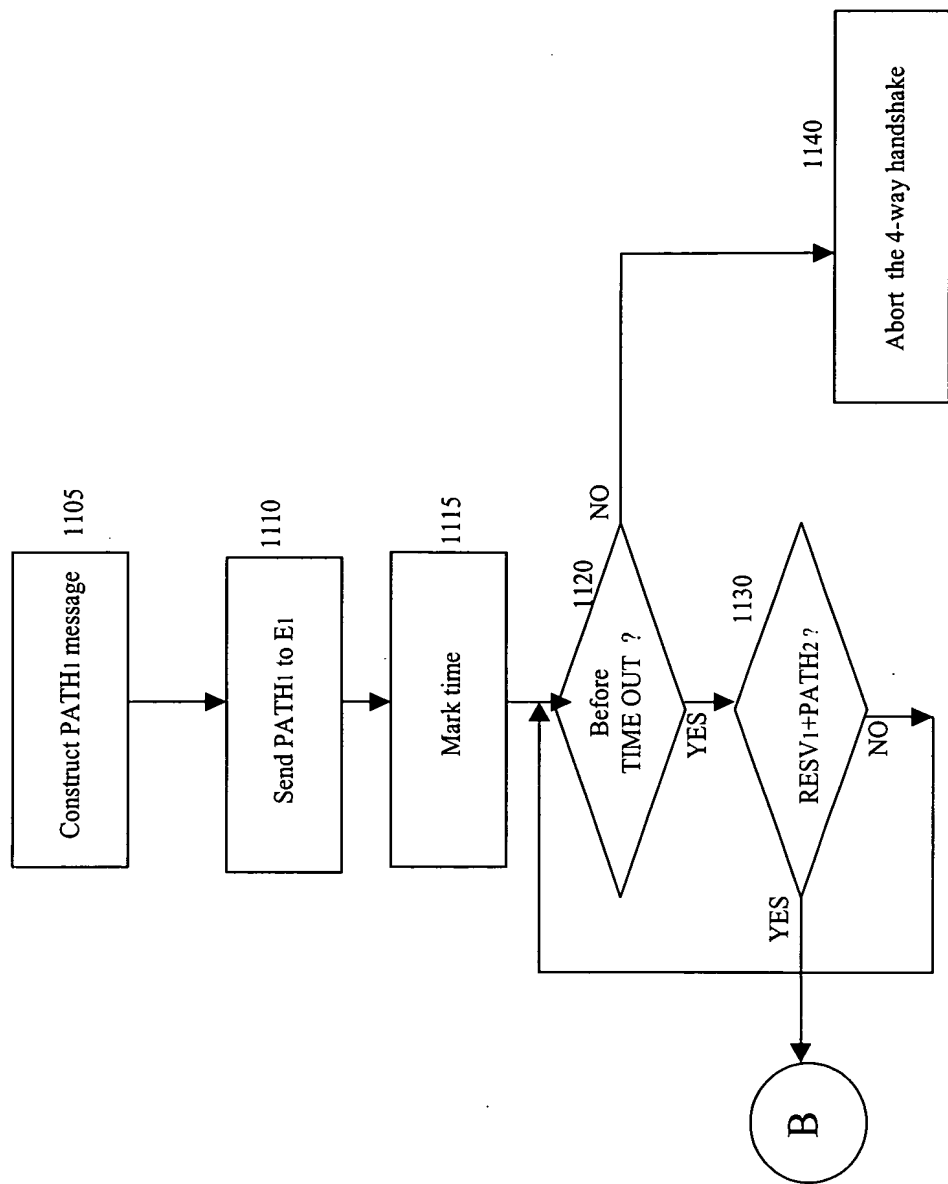 Construct PATH1 message
1105
Send PATH1 to E1
1110
Mark time
1115
Before
TIME OUT ?
1120
NO
YES
RESV1+PATH2 ?
1130
YES
NO
B
Abort the 4-way handshake
1140